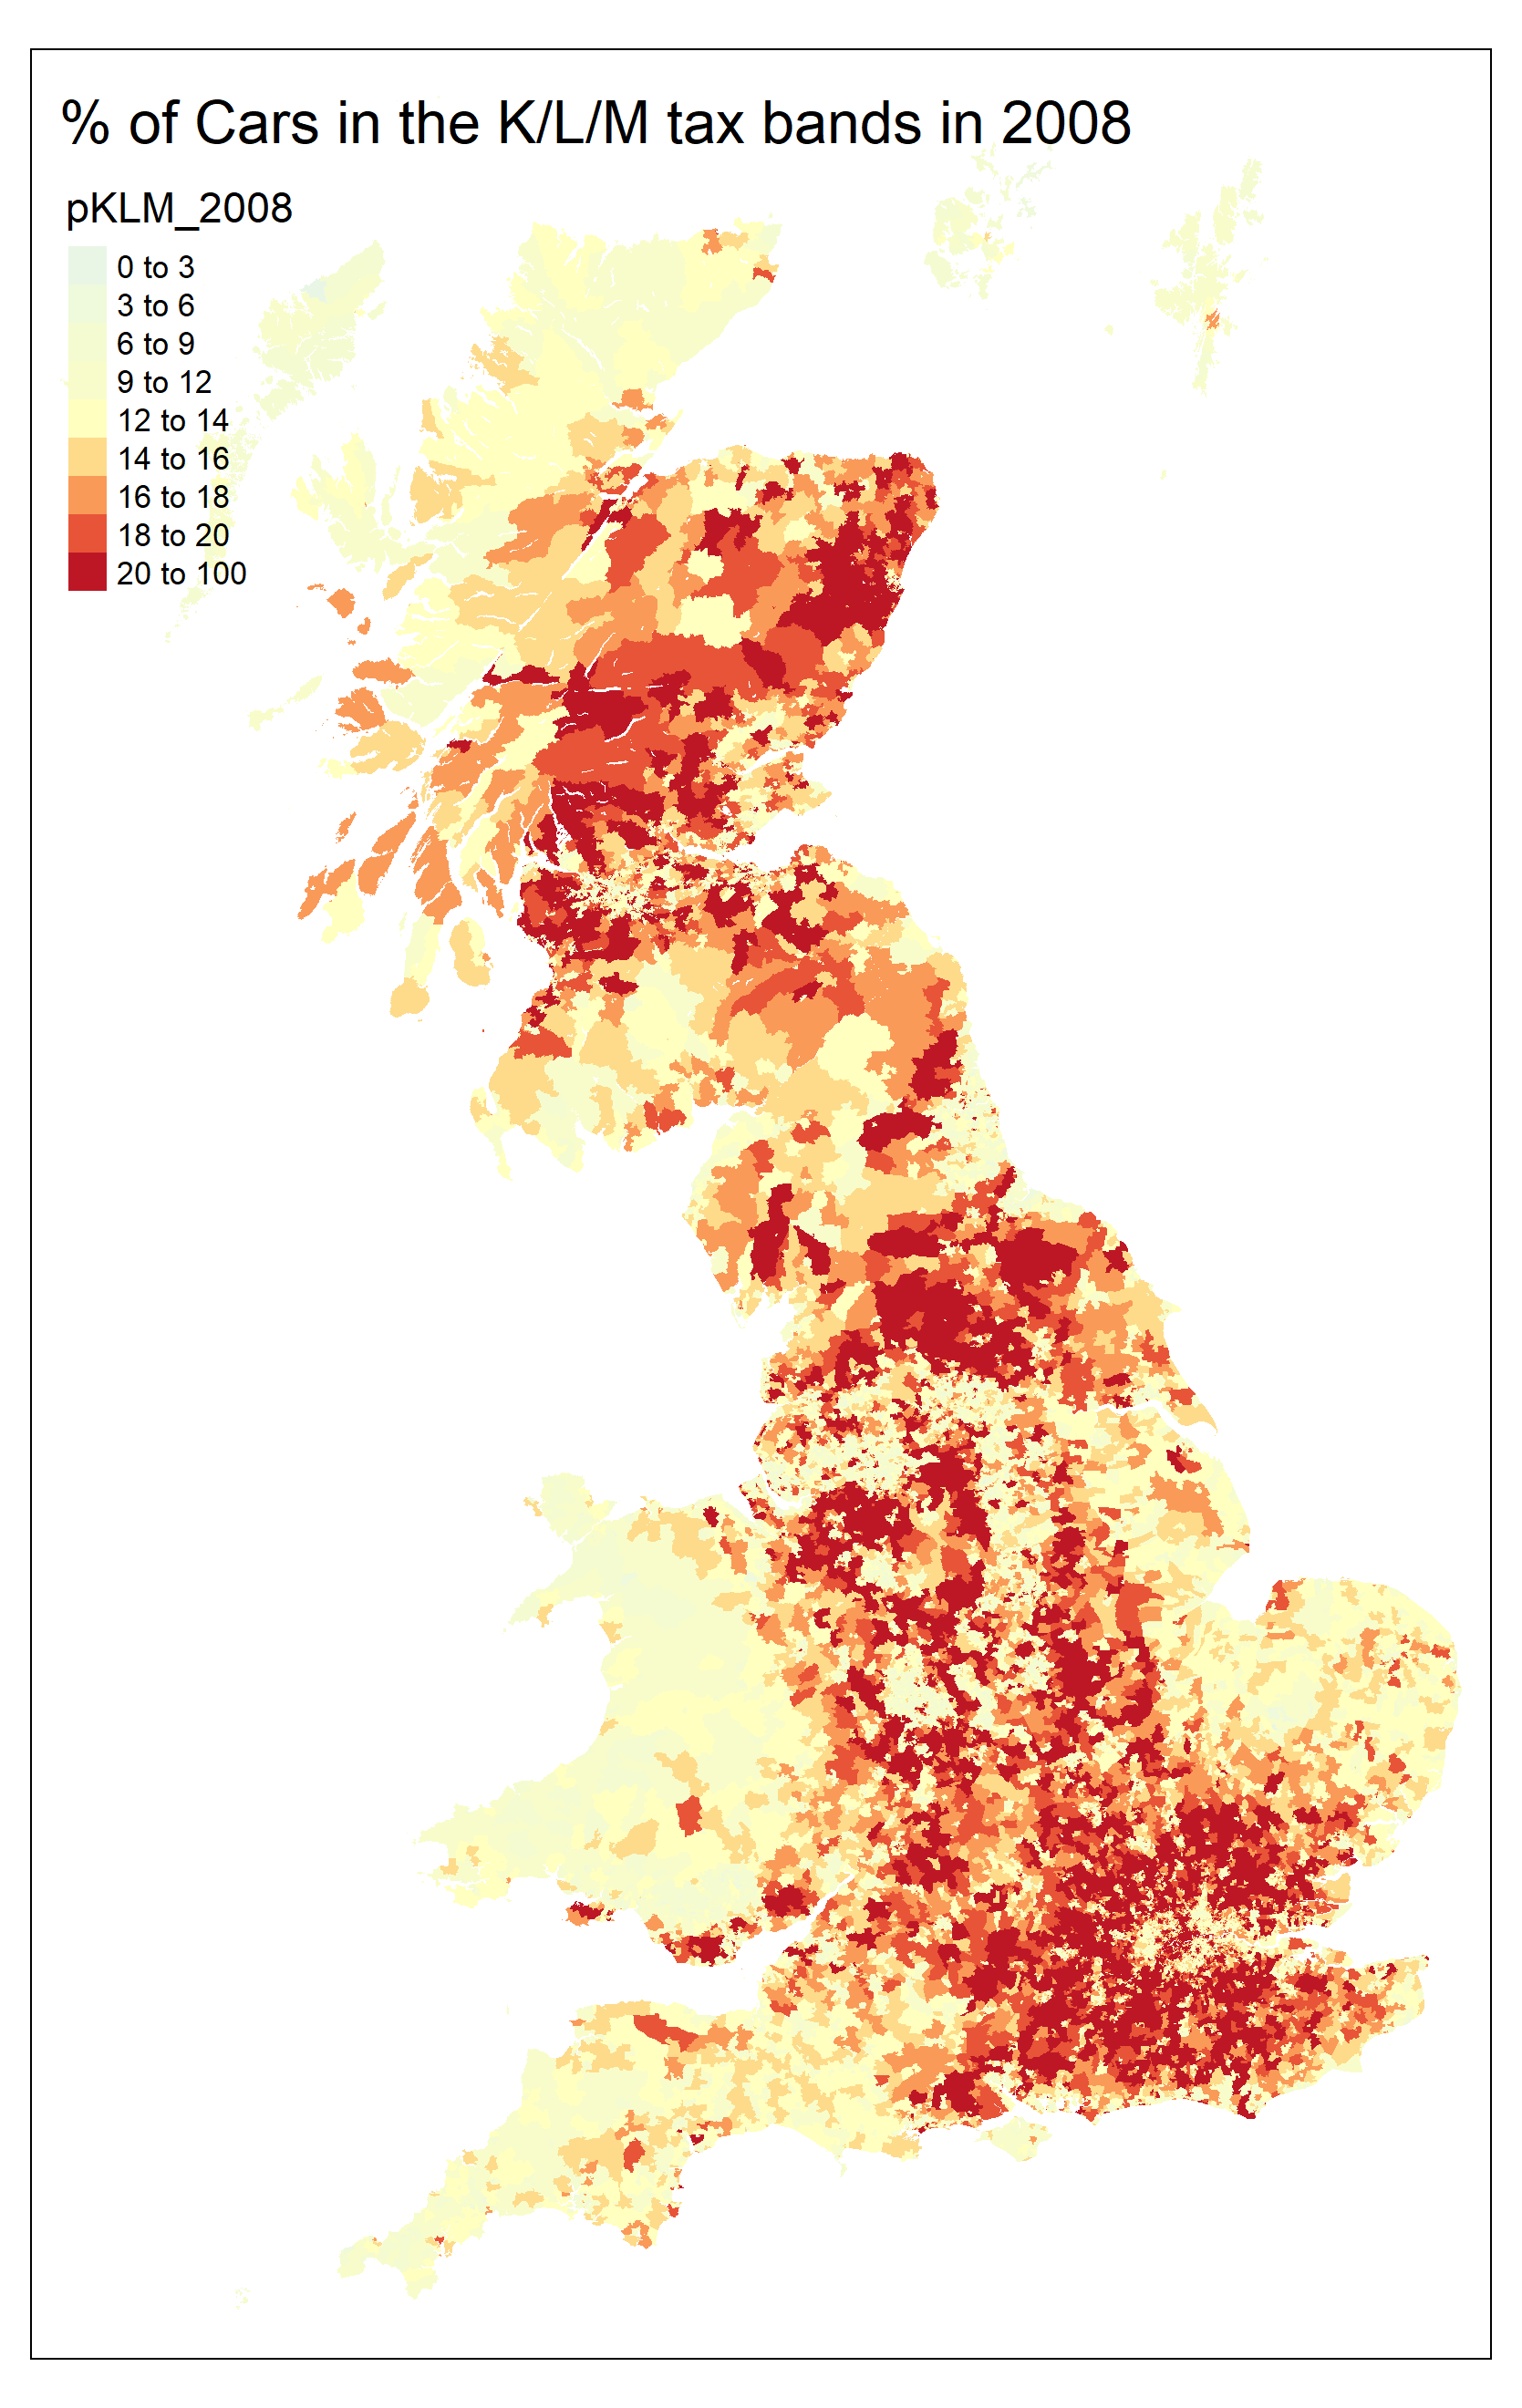 % of Cars in the K/L/M tax bands in 2008
pKLM_2008
0 to 3
3 to 6
6 to 9
9 to 12
12 to 14
14 to 16
16 to 18
18 to 20
20 to 100